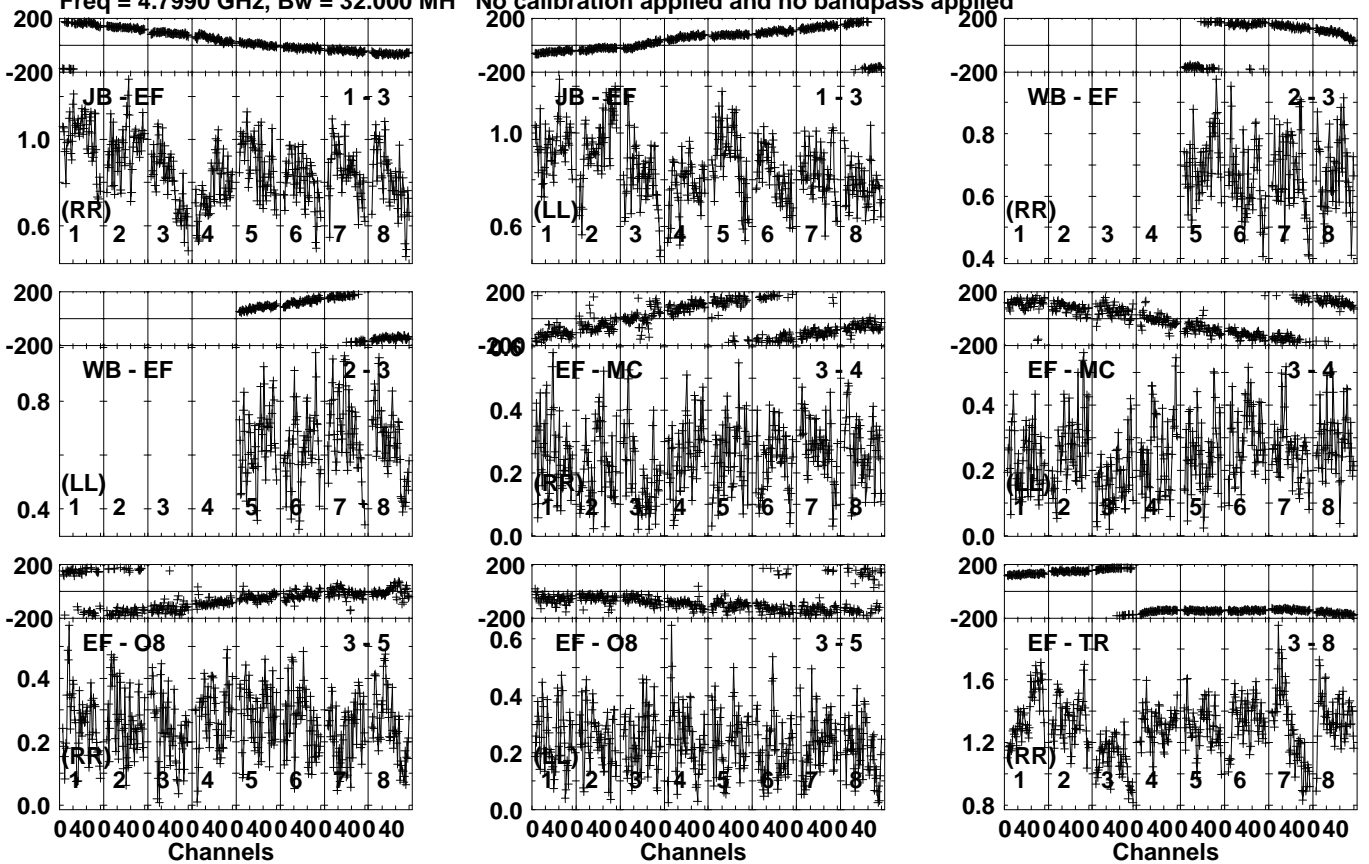 Freq = 4.7990 GHz, Bw = 32.000 MH No calibration applied and no bandpass applied
200
-200
JB - EF 1 - 3
1.0
0.6
(RR)
1 2 3 4 5 6 7 8
200
-200
JB - EF 1 - 3
1.0
0.6
(LL)
1 2 3 4 5 6 7 8
200
-200
WB - EF 2 - 3
0.8
0.6
0.4
(RR)
1 2 3 4 5 6 7 8
200
-200
WB - EF 2 - 3
0.8
0.4
(LL)
1 2 3 4 5 6 7 8
200
-200
0.6
EF - MC 3 - 4
0.4
0.2
0.0
(RR)
1 2 3 4 5 6 7 8
200
-200
EF - MC 3 - 4
0.4
0.2
0.0
(LL)
1 2 3 4 5 6 7 8
200
-200
EF - O8 3 - 5
0.4
0.2
0.0
(RR)
1 2 3 4 5 6 7 8
0 40 0 40 0 40 0 40 0 40 0 40 0 40 0 40
Channels
200
-200
0.6
EF - O8 3 - 5
0.4
0.2
0.0
(LL)
1 2 3 4 5 6 7 8
0 40 0 40 0 40 0 40 0 40 0 40 0 40 0 40
Channels
200
-200
EF - TR 3 - 8
1.6
1.2
0.8
(RR)
1 2 3 4 5 6 7 8
0 40 0 40 0 40 0 40 0 40 0 40 0 40 0 40
Channels